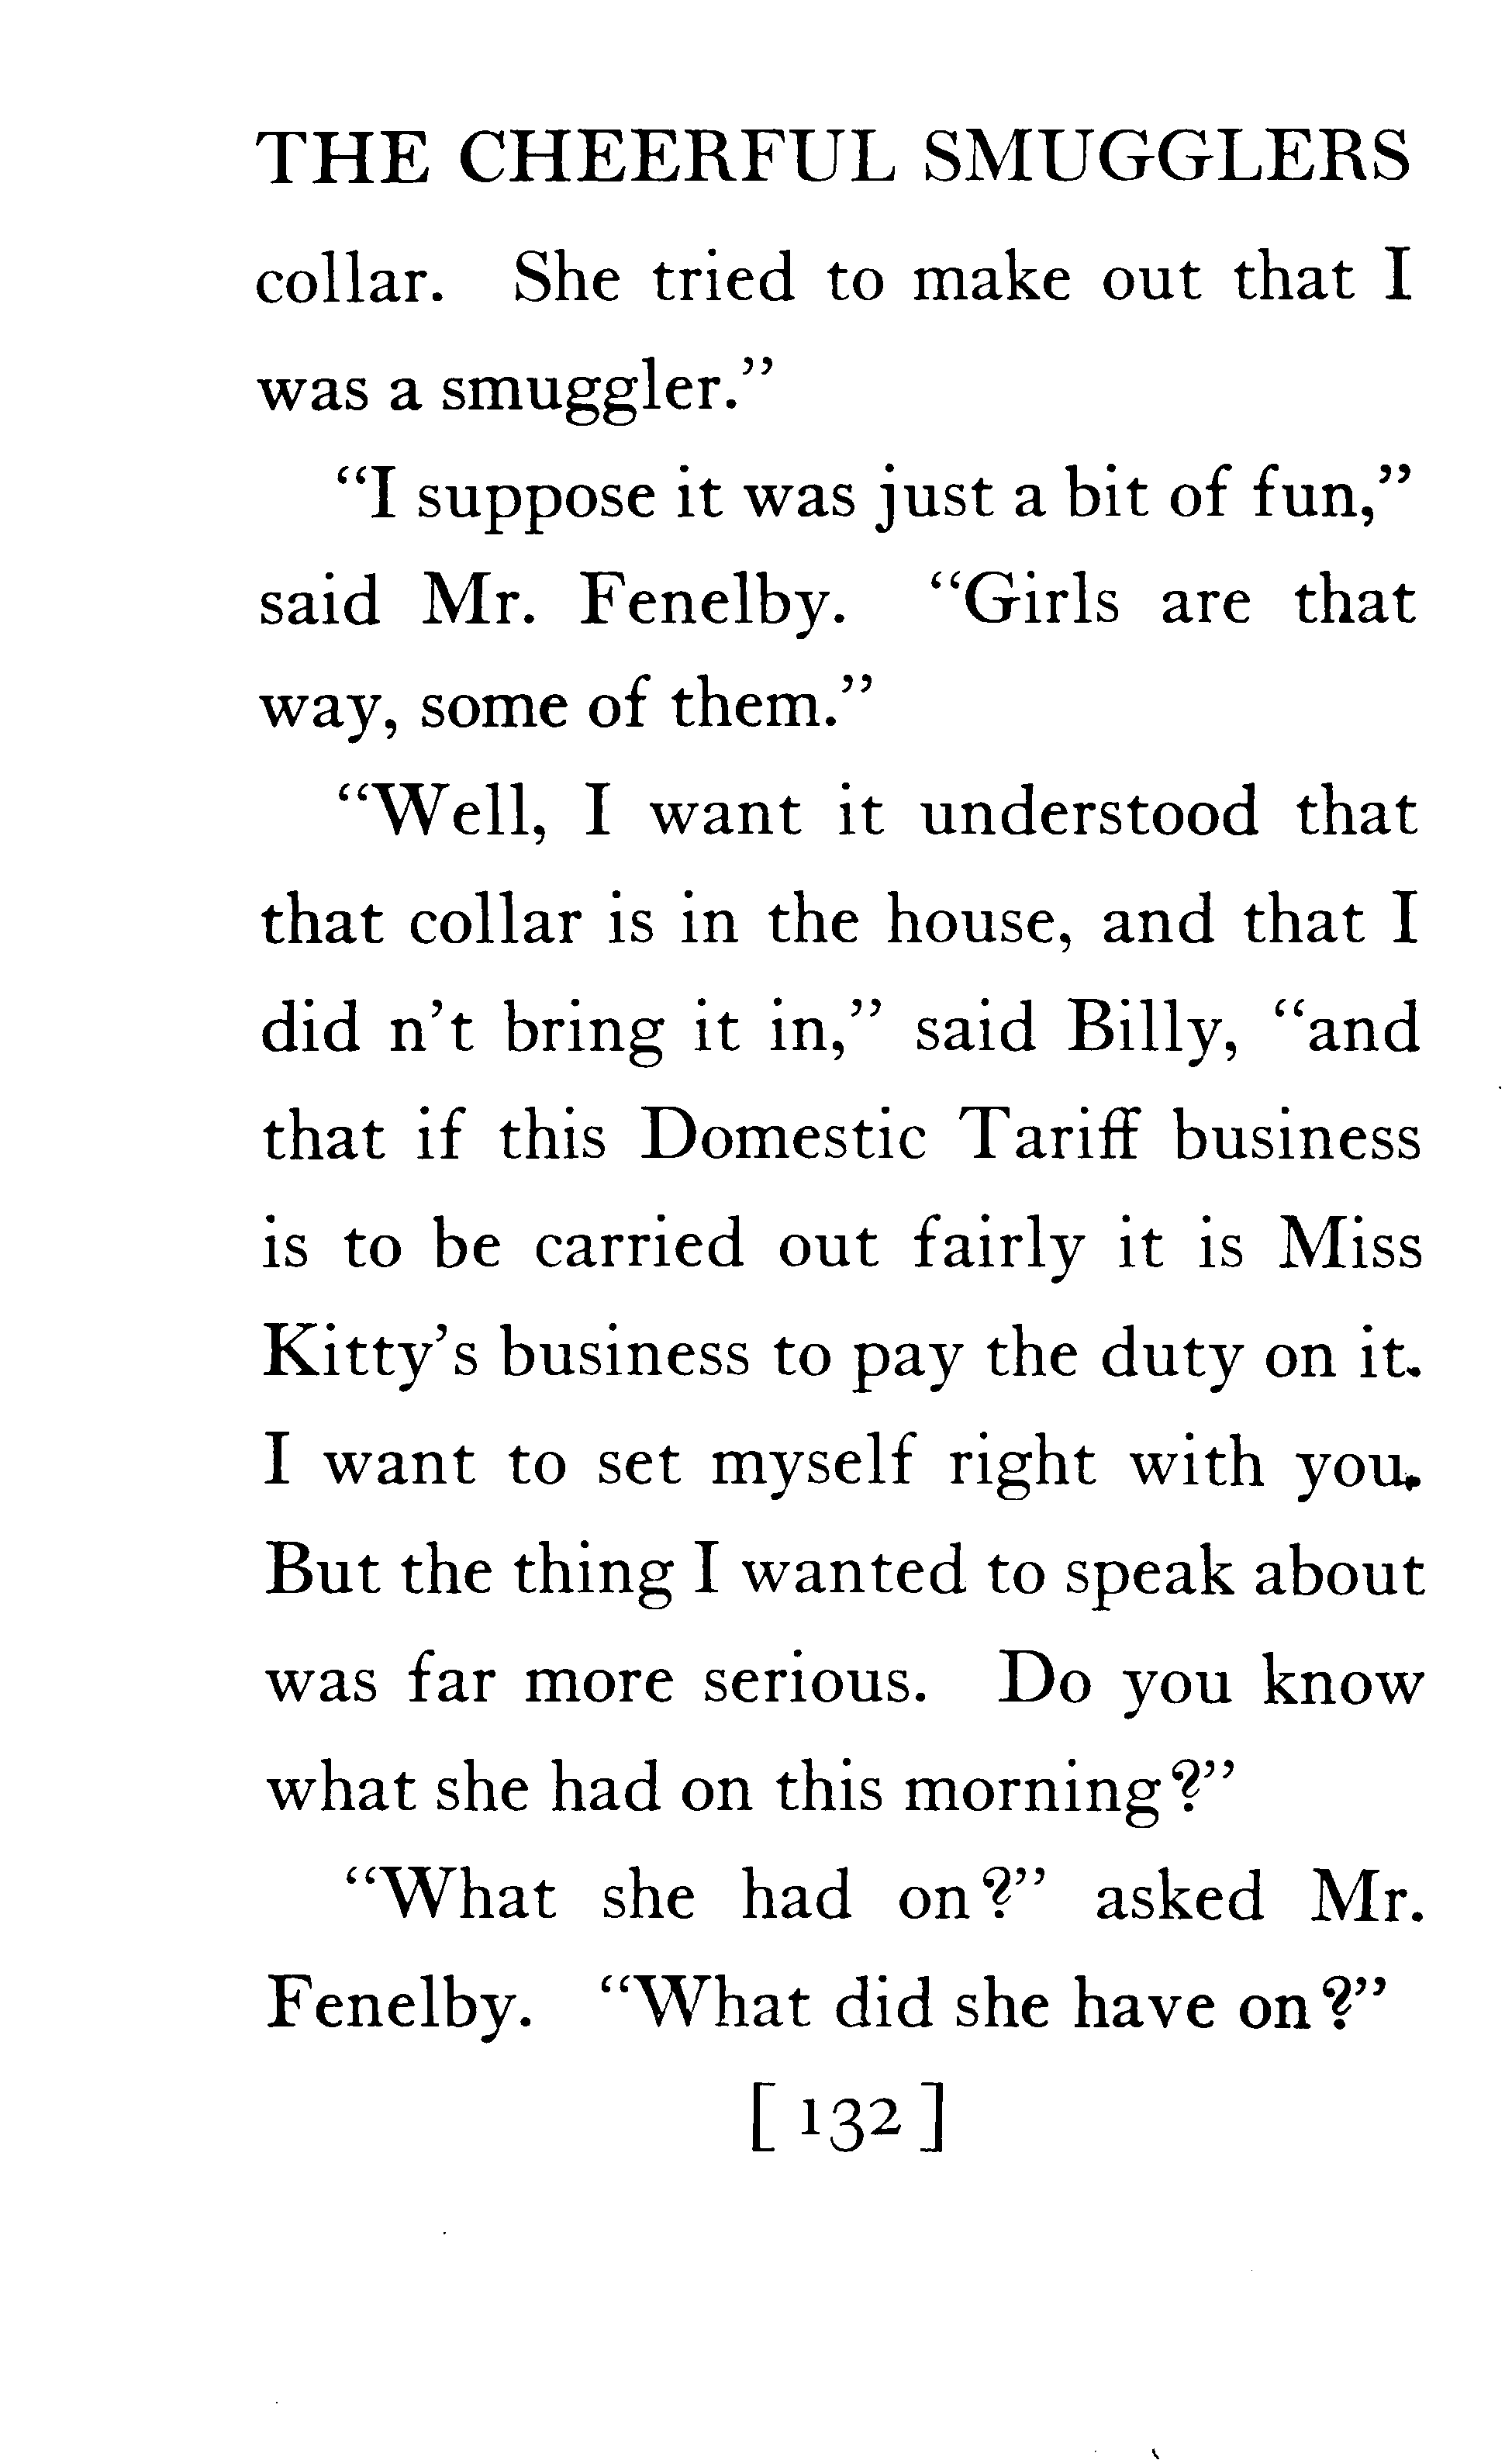 THE CHEERFUL SMUGGLERS
collar. She tried to make out that I
was a smuggler."
"I suppose it was just a bit of fun,"
said Mr. Fenelby. "Girls are that
way, some of them."
"Well, I want it understood that
that collar is in the house, and that I
did n't bring it in," said Billy, "and
that if this Domestic Tariff business
is to be carried out fairly it is Miss
Kitty's business to pay the duty on it.
I want to set myself right with you.
But the thing I wanted to speak about
was far more serious. Do you know
what she had on this morning?"
"What she had on?" asked Mr.
Fenelby. "What did she have on?"
[ 132 ]